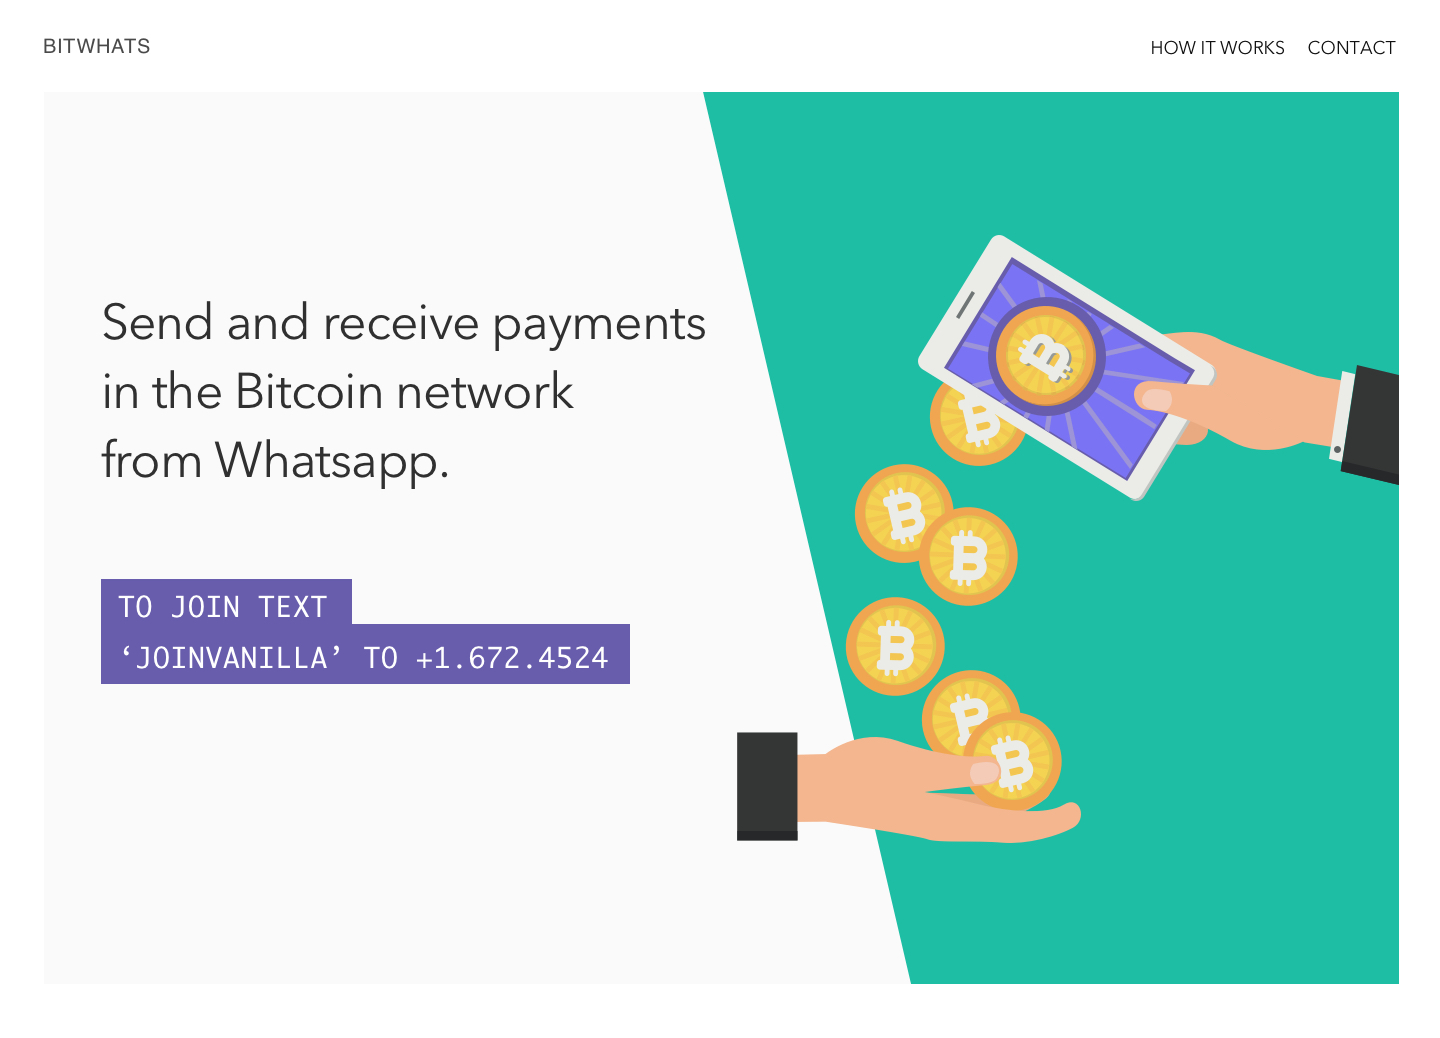 BITWHATS
HOW IT WORKS
CONTACT
Send and receive payments
in the Bitcoin network
from Whatsapp.
TO JOIN TEXT
‘JOINVANILLA’ TO +1.672.4524